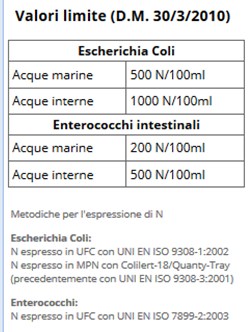 Valori limite (D.M. 30/3/2010)
Escherichia Coli
Acque marine 500 N/100ml
Acque interne 1000 N/100ml
Enterococchi intestinali
Acque marine 200 N/100ml
Acque interne 500 N/100ml
Metodiche per l'espressione di N
Escherichia Coli:
N espresso in UFC con UNI EN ISO 9308-1:2002
N espresso in MPN con Colilert-18/Quanty-Tray
(precedentemente con UNI EN ISO 9308-3:2001)
Enterococchi:
N espresso in UFC con UNI EN ISO 7899-2:2003